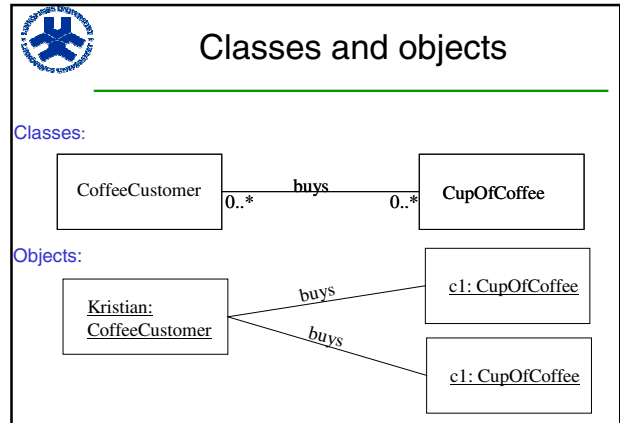 Classes and objects
Classes:
CoffeeCustomer
buys
0..*
0..*
CupOfCoffee
Objects:
Kristian:
CoffeeCustomer
buys
buys
c1: CupOfCoffee
c1: CupOfCoffee